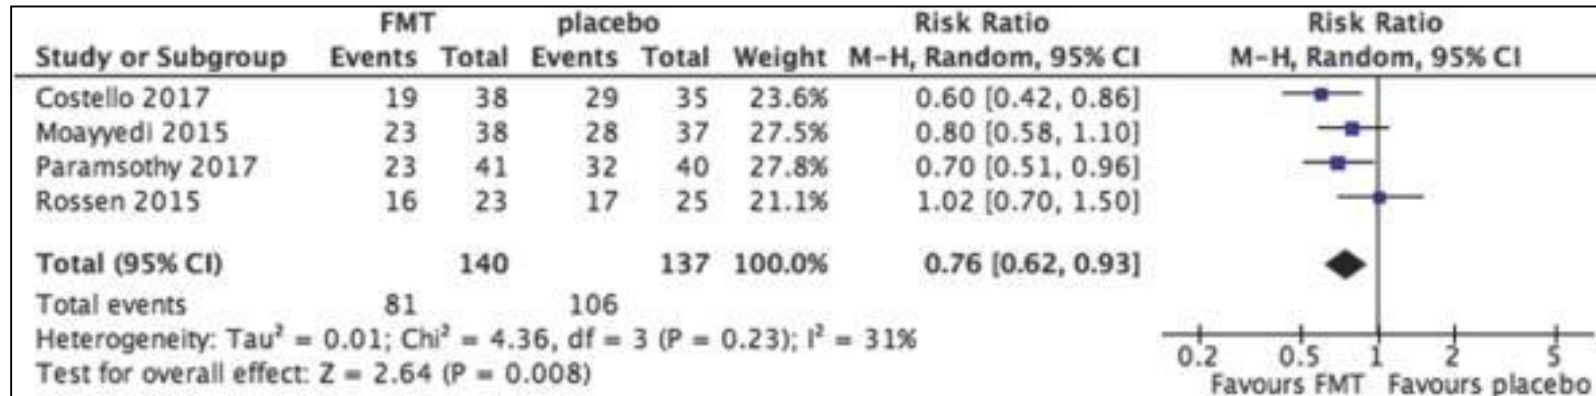 FMT placebo Risk Ratio Risk Ratio
Study or Subgroup Events Total Events Total Weight M-H, Random, 95% CI M-H, Random, 95% CI
Costello 2017 19 38 29 35 23.6% 0.60 [0.42, 0.86]
Moayyedi 2015 23 38 28 37 27.5% 0.80 [0.58, 1.10]
Paramsothy 2017 23 41 32 40 27.8% 0.70 [0.51, 0.96]
Rossen 2015 16 23 17 25 21.1% 1.02 [0.70, 1.50]
Total (95% CI) 140 137 100.0% 0.76 [0.62, 0.93]
Total events 81 106
Heterogeneity: Tau² = 0.01; Chi² = 4.36, df = 3 (P = 0.23); I² = 31%
Test for overall effect: Z = 2.64 (P = 0.008)
0.2 0.5 1 2 5
Favours FMT Favours placebo